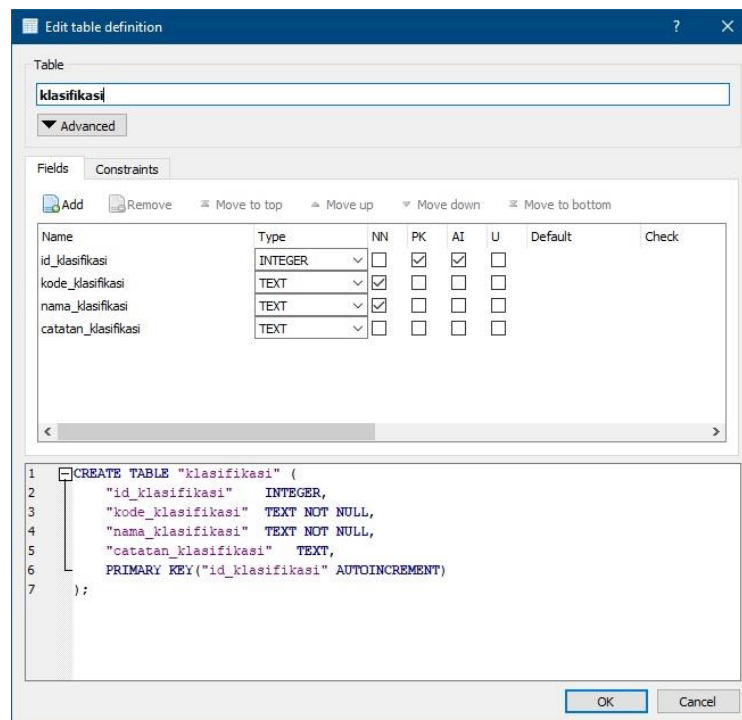 Edit table definition ? ×
Table
klasifikasi
Advanced
Fields Constraints
Add Remove Move to top Move up Move down Move to bottom
Name Type NN PK AI U Default Check
id_klasifikasi INTEGER
kode_klasifikasi TEXT
nama_klasifikasi TEXT
catatan_klasifikasi TEXT
1 CREATE TABLE "klasifikasi" (
2 "id_klasifikasi" INTEGER,
3 "kode_klasifikasi" TEXT NOT NULL,
4 "nama_klasifikasi" TEXT NOT NULL,
5 "catatan_klasifikasi" TEXT,
6 PRIMARY KEY("id_klasifikasi" AUTOINCREMENT)
7 );
OK Cancel